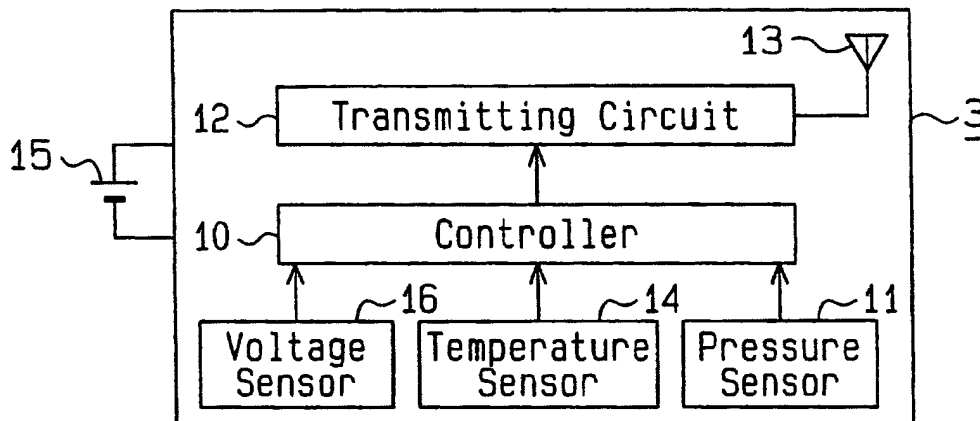 13
12
Transmitting Circuit
3
15
10
Controller
16
14
11
Voltage
Sensor
Temperature
Sensor
Pressure
Sensor